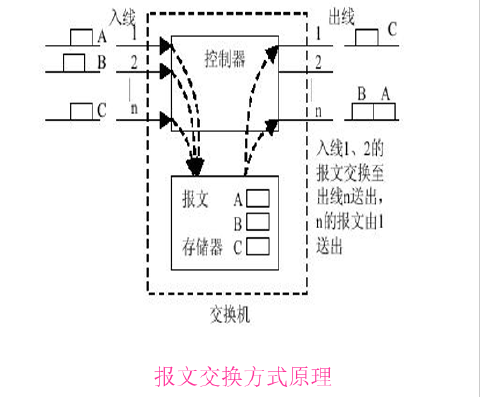 入线
出线
A 1
1 C
B 2
控制器
2
C n
n
B A
入线1、2的
报文交换至
出线n送出，
n的报文由1
送出
报文 A
B
存储器 C
交换机
报文交换方式原理